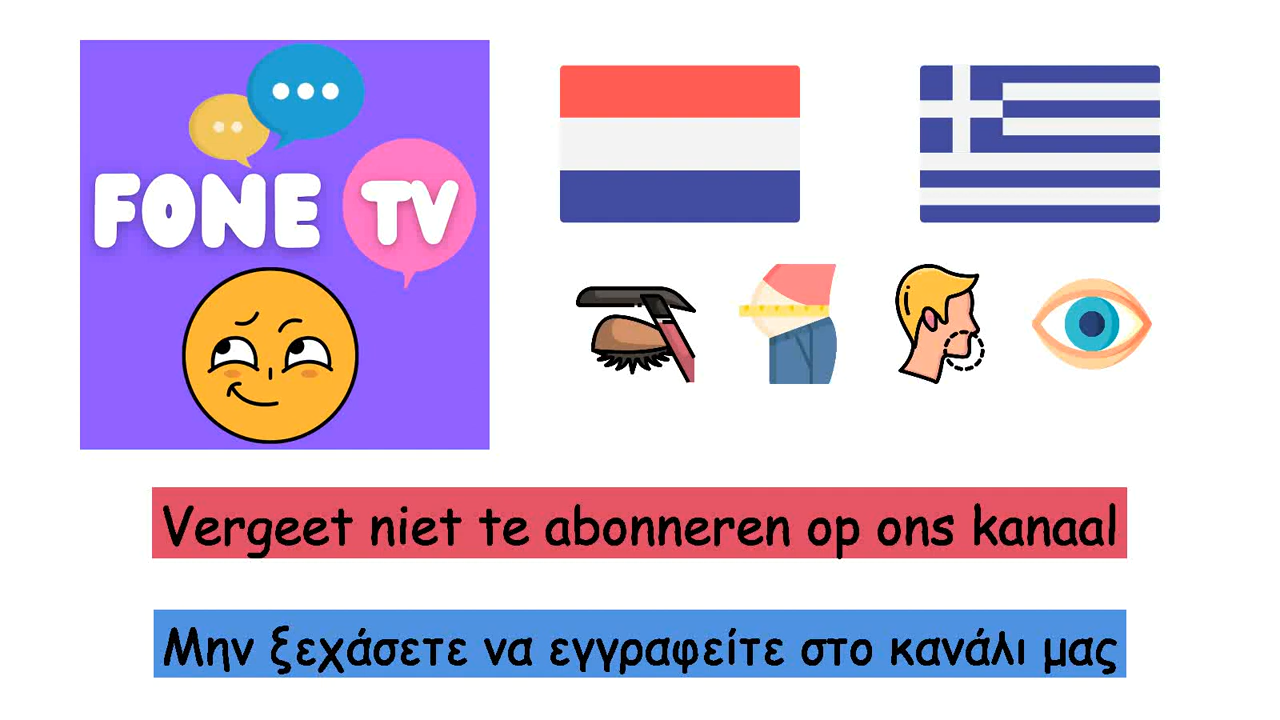 FONE TV
Vergeet niet te abonneren op ons kanaal
Μην ξεχάσετε να εγγραφείτε στο κανάλι μας